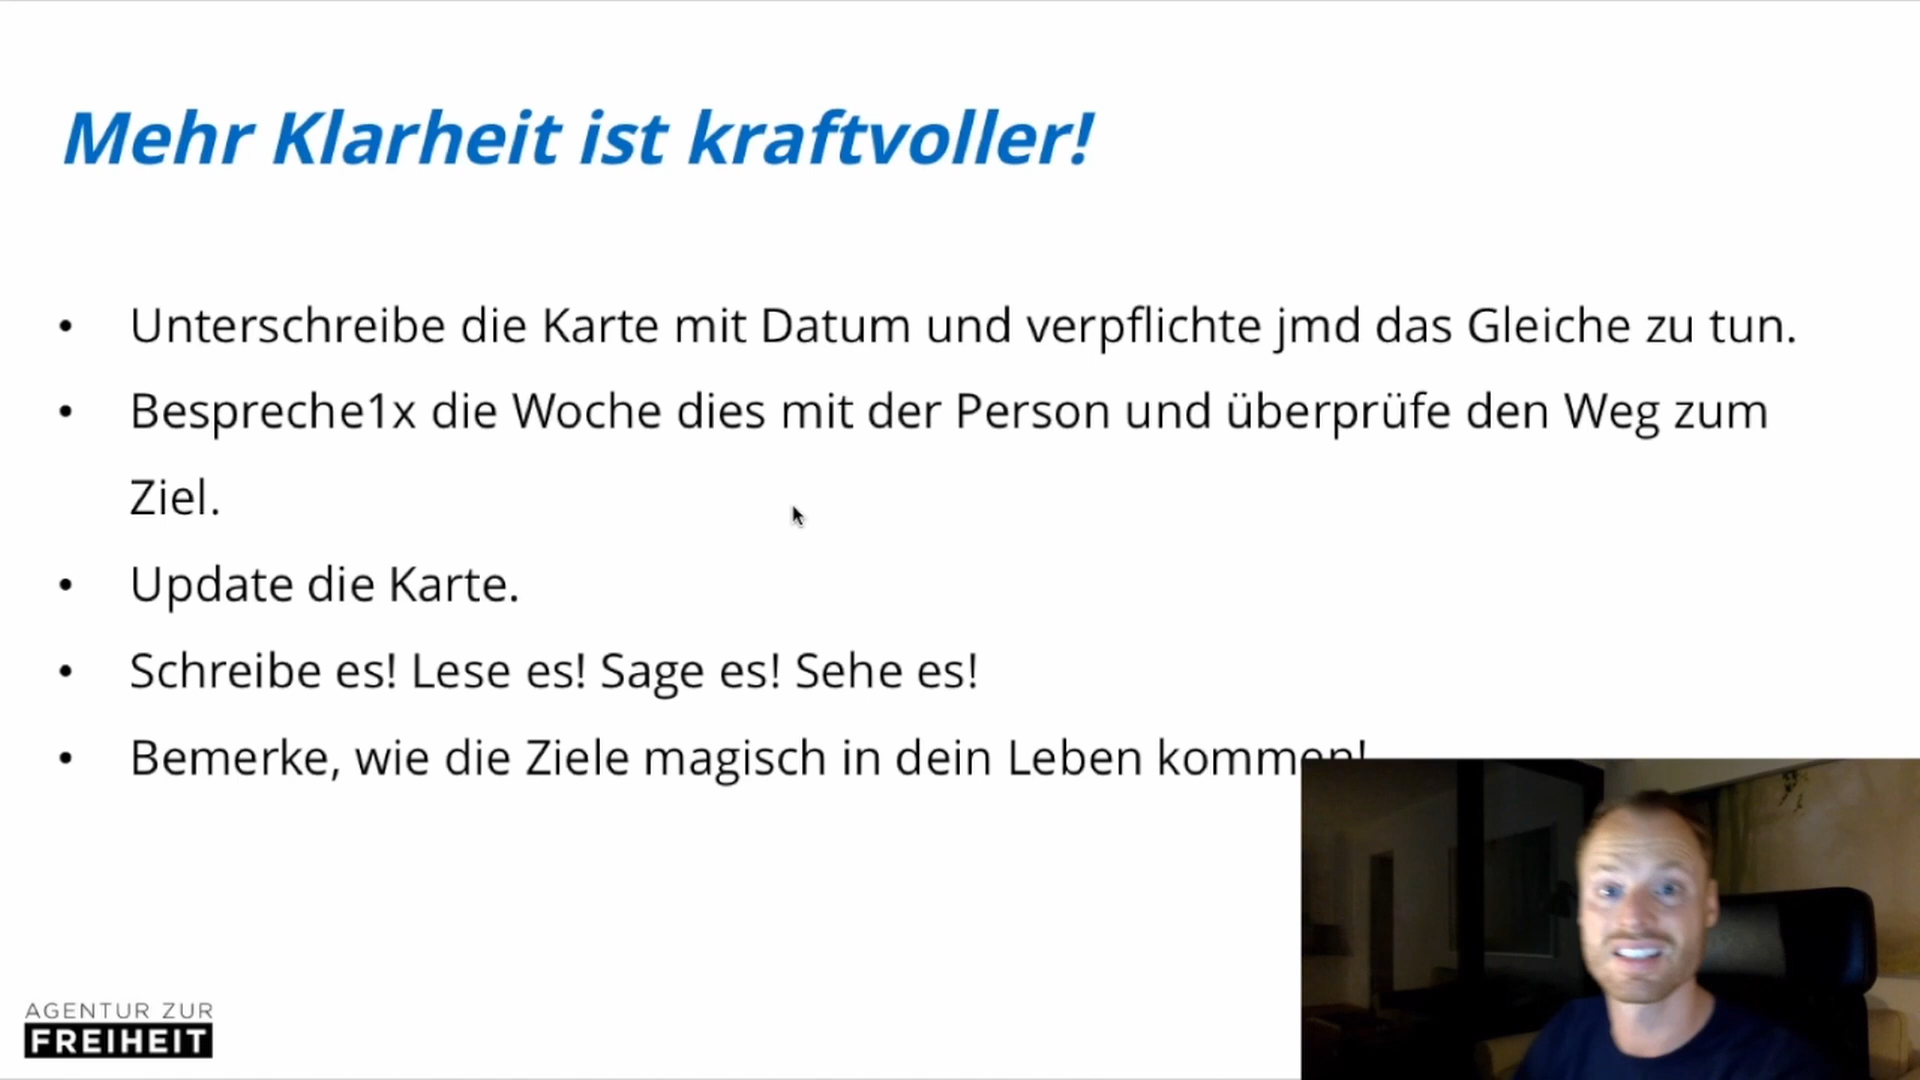 Mehr Klarheit ist kraftvoller!
• Unterschreibe die Karte mit Datum und verpflichte jmd das Gleiche zu tun.
• Bespreche1x die Woche dies mit der Person und überprüfe den Weg zum
Ziel.
• Update die Karte.
• Schreibe es! Lese es! Sage es! Sehe es!
• Bemerke, wie die Ziele magisch in dein Leben kommen!
AGENTUR ZUR
FREIHEIT